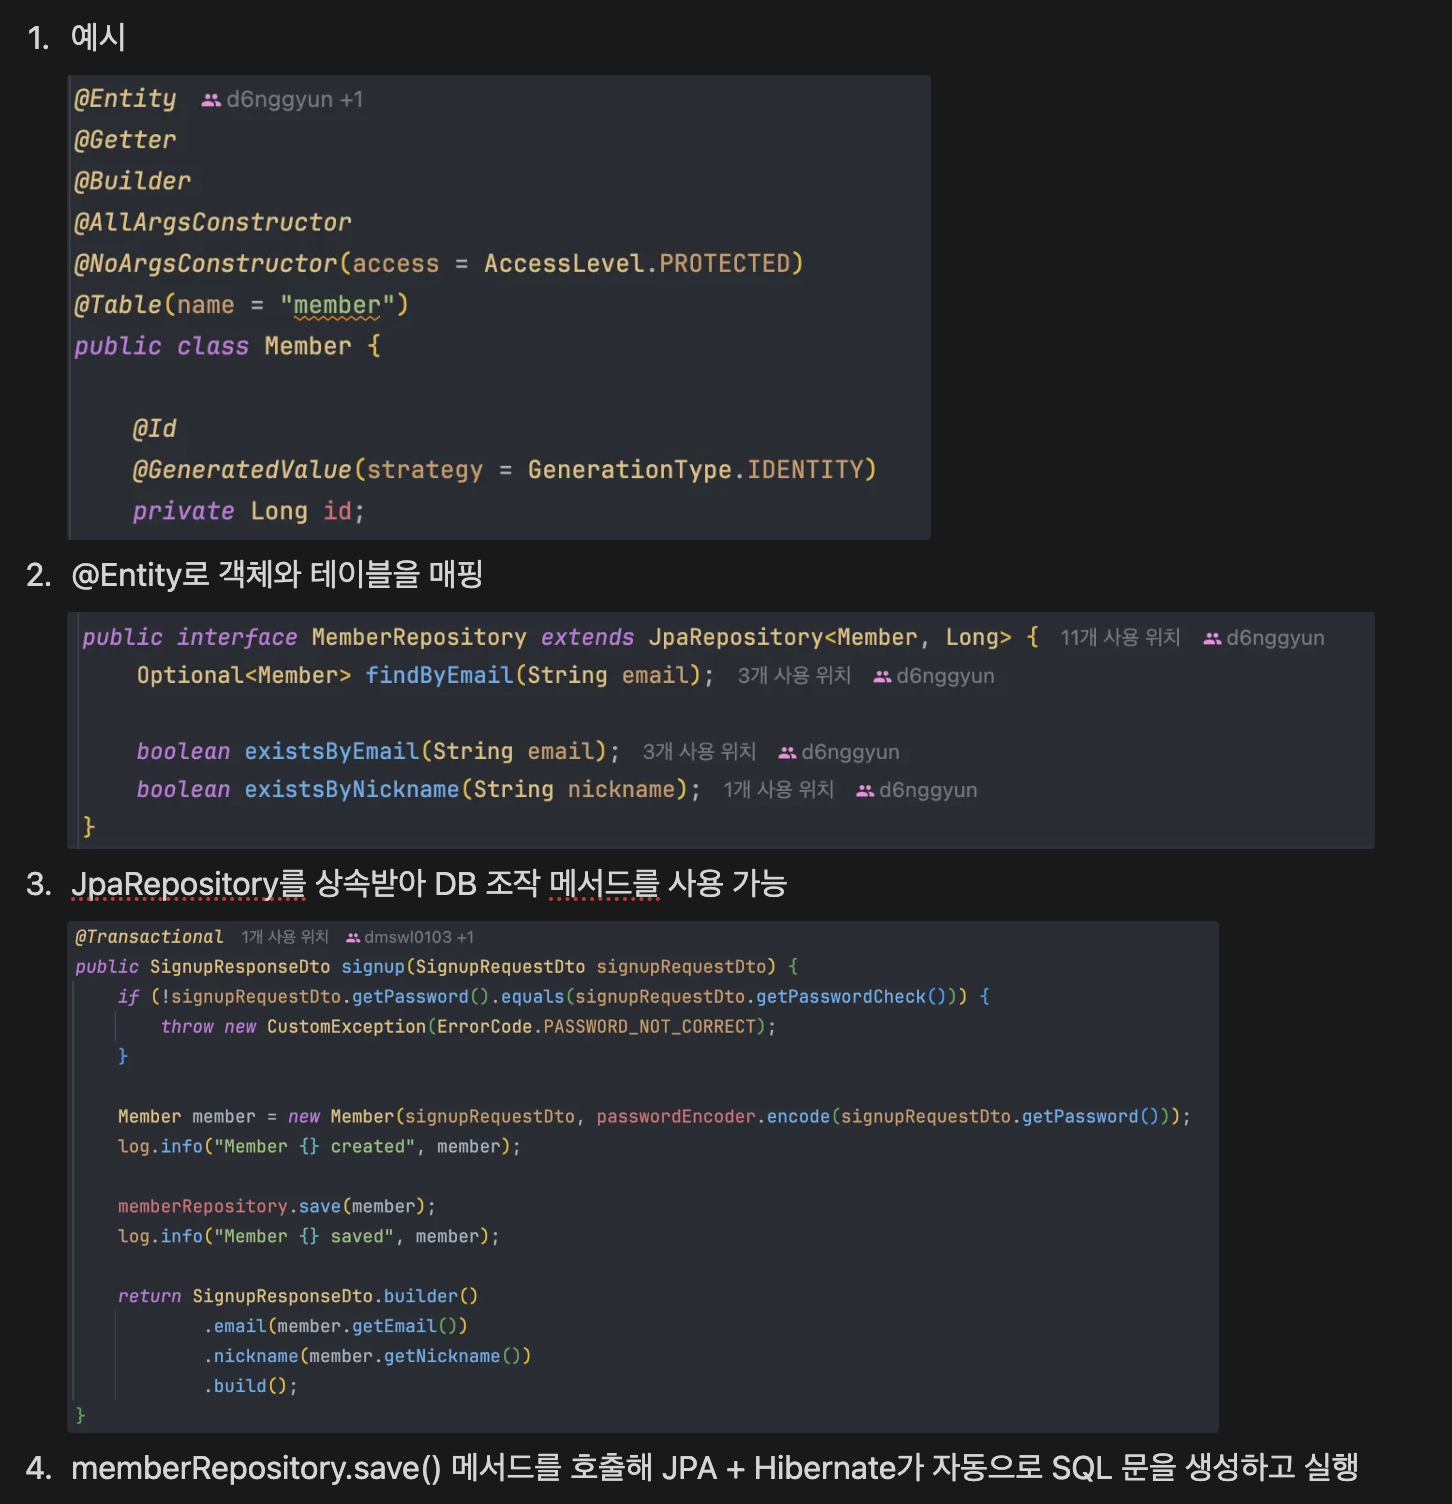 1. 예시
@Entity d6nggyun +1
@Getter
@Builder
@AllArgsConstructor
@NoArgsConstructor(access = AccessLevel.PROTECTED)
@Table(name = "member")
public class Member {
@Id
@GeneratedValue(strategy = GenerationType.IDENTITY)
private Long id;
2. @Entity로 객체와 테이블을 매핑
public interface MemberRepository extends JpaRepository<Member, Long> { 11개 사용 위치 d6nggyun
Optional<Member> findByEmail(String email); 3개 사용 위치 d6nggyun
boolean existsByEmail(String email); 3개 사용 위치 d6nggyun
boolean existsByNickname(String nickname); 1개 사용 위치 d6nggyun
}
3. JpaRepository를 상속받아 DB 조작 메서드를 사용 가능
@Transactional 1개 사용 위치 dmswl0103 +1
public SignupResponseDto signup(SignupRequestDto signupRequestDto) {
if (!signupRequestDto.getPassword().equals(signupRequestDto.getPasswordCheck())) {
throw new CustomException(ErrorCode.PASSWORD_NOT_CORRECT);
}
Member member = new Member(signupRequestDto, passwordEncoder.encode(signupRequestDto.getPassword()));
log.info("Member {} created", member);
memberRepository.save(member);
log.info("Member {} saved", member);
return SignupResponseDto.builder()
.email(member.getEmail())
.nickname(member.getNickname())
.build();
}
4. memberRepository.save() 메서드를 호출해 JPA + Hibernate가 자동으로 SQL 문을 생성하고 실행